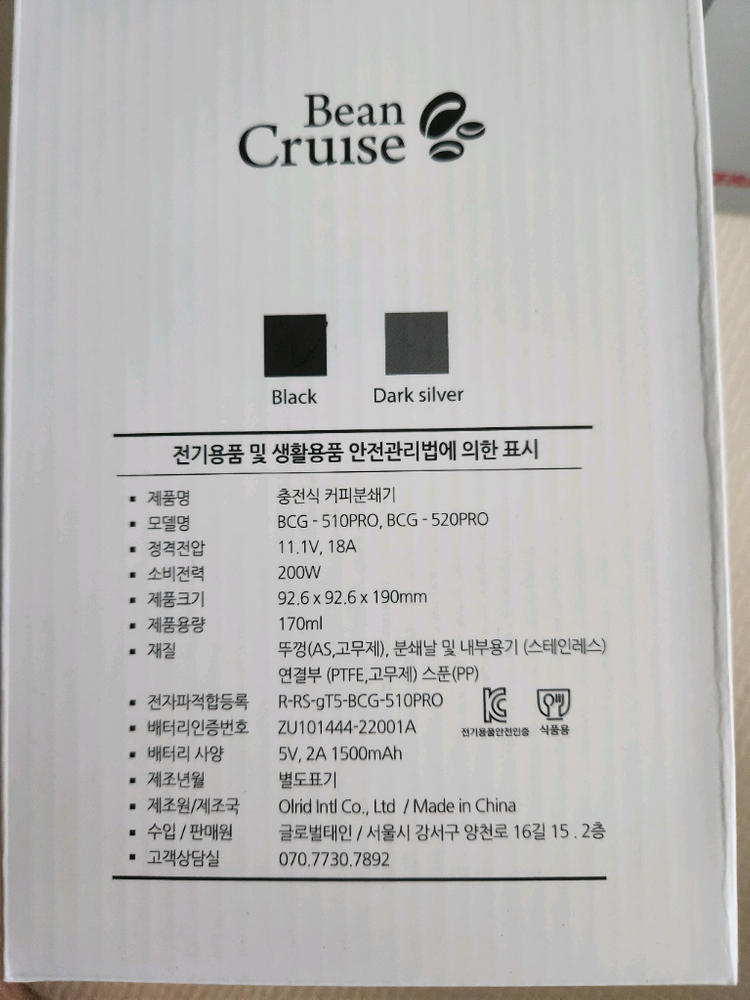 Bean
Cruise
Black
Dark silver
전기용품 및 생활용품 안전관리법에 의한 표시
▪ 제품명 충전식 커피분쇄기
▪ 모델명 BCG - 510PRO, BCG - 520PRO
▪ 정격전압 11.1V, 18A
▪ 소비전력 200W
▪ 제품크기 92.6 x 92.6 x 190mm
▪ 제품용량 170ml
▪ 재질 뚜껑(AS,고무제), 분쇄날 및 내부용기 (스테인레스)
연결부 (PTFE,고무제) 스푼(PP)
▪ 전자파적합등록 R-RS-gT5-BCG-510PRO
전기용품안전인증 식품용
▪ 배터리인증번호 ZU101444-22001A
▪ 배터리 사양 5V, 2A 1500mAh
▪ 제조년월 별도표기
▪ 제조원/제조국 Olrid Intl Co., Ltd / Made in China
▪ 수입 / 판매원 글로벌태인 / 서울시 강서구 양천로 16길 15 . 2층
▪ 고객상담실 070.7730.7892